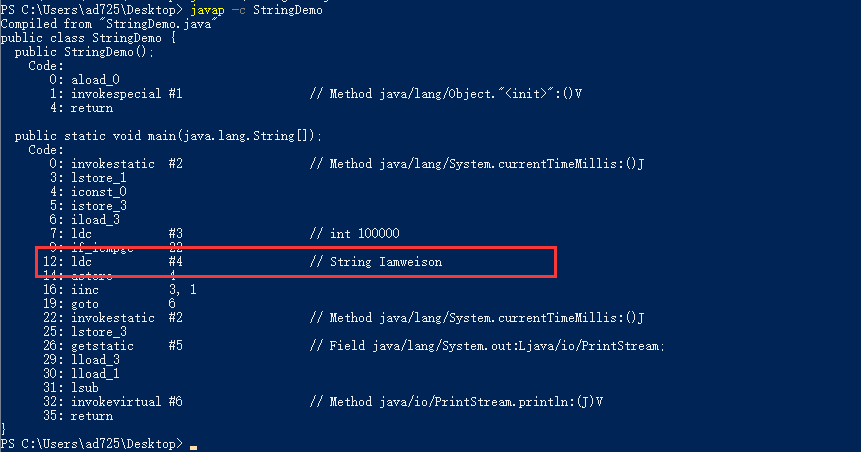 PS C:\Users\ad725\Desktop> javap -c StringDemo
Compiled from "StringDemo.java"
public class StringDemo {
  public StringDemo();
    Code:
       0: aload_0
       1: invokespecial #1                  // Method java/lang/Object."<init>":()V
       4: return

  public static void main(java.lang.String[]);
    Code:
       0: invokestatic  #2                  // Method java/lang/System.currentTimeMillis:()J
       3: lstore_1
       4: iconst_0
       5: istore_3
       6: iload_3
       7: ldc           #3                  // int 100000
       9: if_icmpge     22
      12: ldc           #4                  // String Iamweison
      14: astore        4
      16: iinc          3, 1
      19: goto          6
      22: invokestatic  #2                  // Method java/lang/System.currentTimeMillis:()J
      25: lstore_3
      26: getstatic     #5                  // Field java/lang/System.out:Ljava/io/PrintStream;
      29: lload_3
      30: lload_1
      31: lsub
      32: invokevirtual #6                  // Method java/io/PrintStream.println:(J)V
      35: return
}
PS C:\Users\ad725\Desktop>